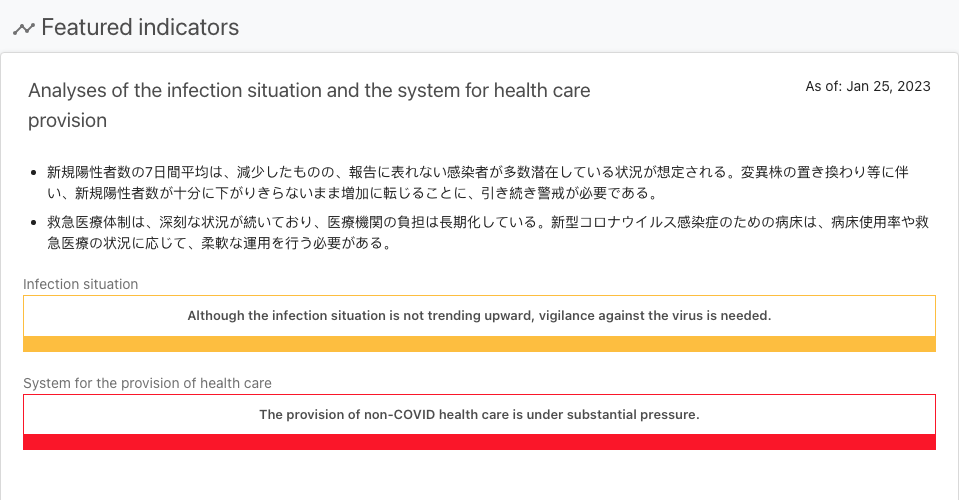 Featured indicators
Analyses of the infection situation and the system for health care
provision
As of: Jan 25, 2023
• 新規陽性者数の7日間平均は、減少したものの、報告に表れない感染者が多数潜在している状況が想定される。変異株の置き換わり等に伴
い、新規陽性者数が十分に下がりきらないまま増加に転じることに、引き続き警戒が必要である。
• 救急医療体制は、深刻な状況が続いており、医療機関の負担は長期化している。新型コロナウイルス感染症のための病床は、病床使用率や救
急医療の状況に応じて、柔軟な運用を行う必要がある。
Infection situation
Although the infection situation is not trending upward, vigilance against the virus is needed.
System for the provision of health care
The provision of non-COVID health care is under substantial pressure.